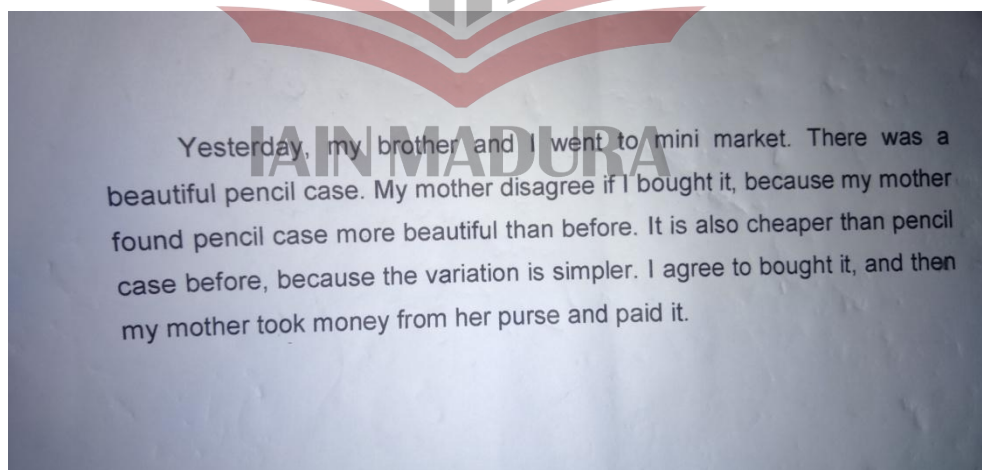 Yesterday, my brother and I went to mini market. There was a
beautiful pencil case. My mother disagree if I bought it, because my mother
found pencil case more beautiful than before. It is also cheaper than pencil
case before, because the variation is simpler. I agree to bought it, and then
my mother took money from her purse and paid it.
IAIN MADURA